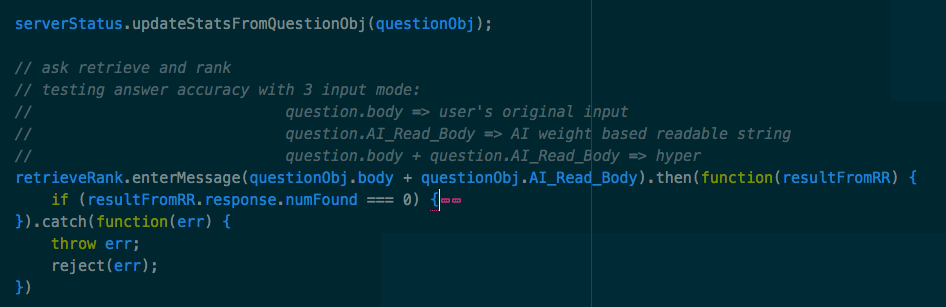 serverStatus.updateStatsFromQuestionObj(questionObj);
// ask retrieve and rank
// testing answer accuracy with 3 input mode:
// question.body => user's original input
// question.AI_Read_Body => AI weight based readable string
// question.body + question.AI_Read_Body => hyper
retrieveRank.enterMessage(questionObj.body + questionObj.AI_Read_Body).then(function(resultFromRR) {
if (resultFromRR.response.numFound === 0) {
}).catch(function(err) {
throw err;
reject(err);
})